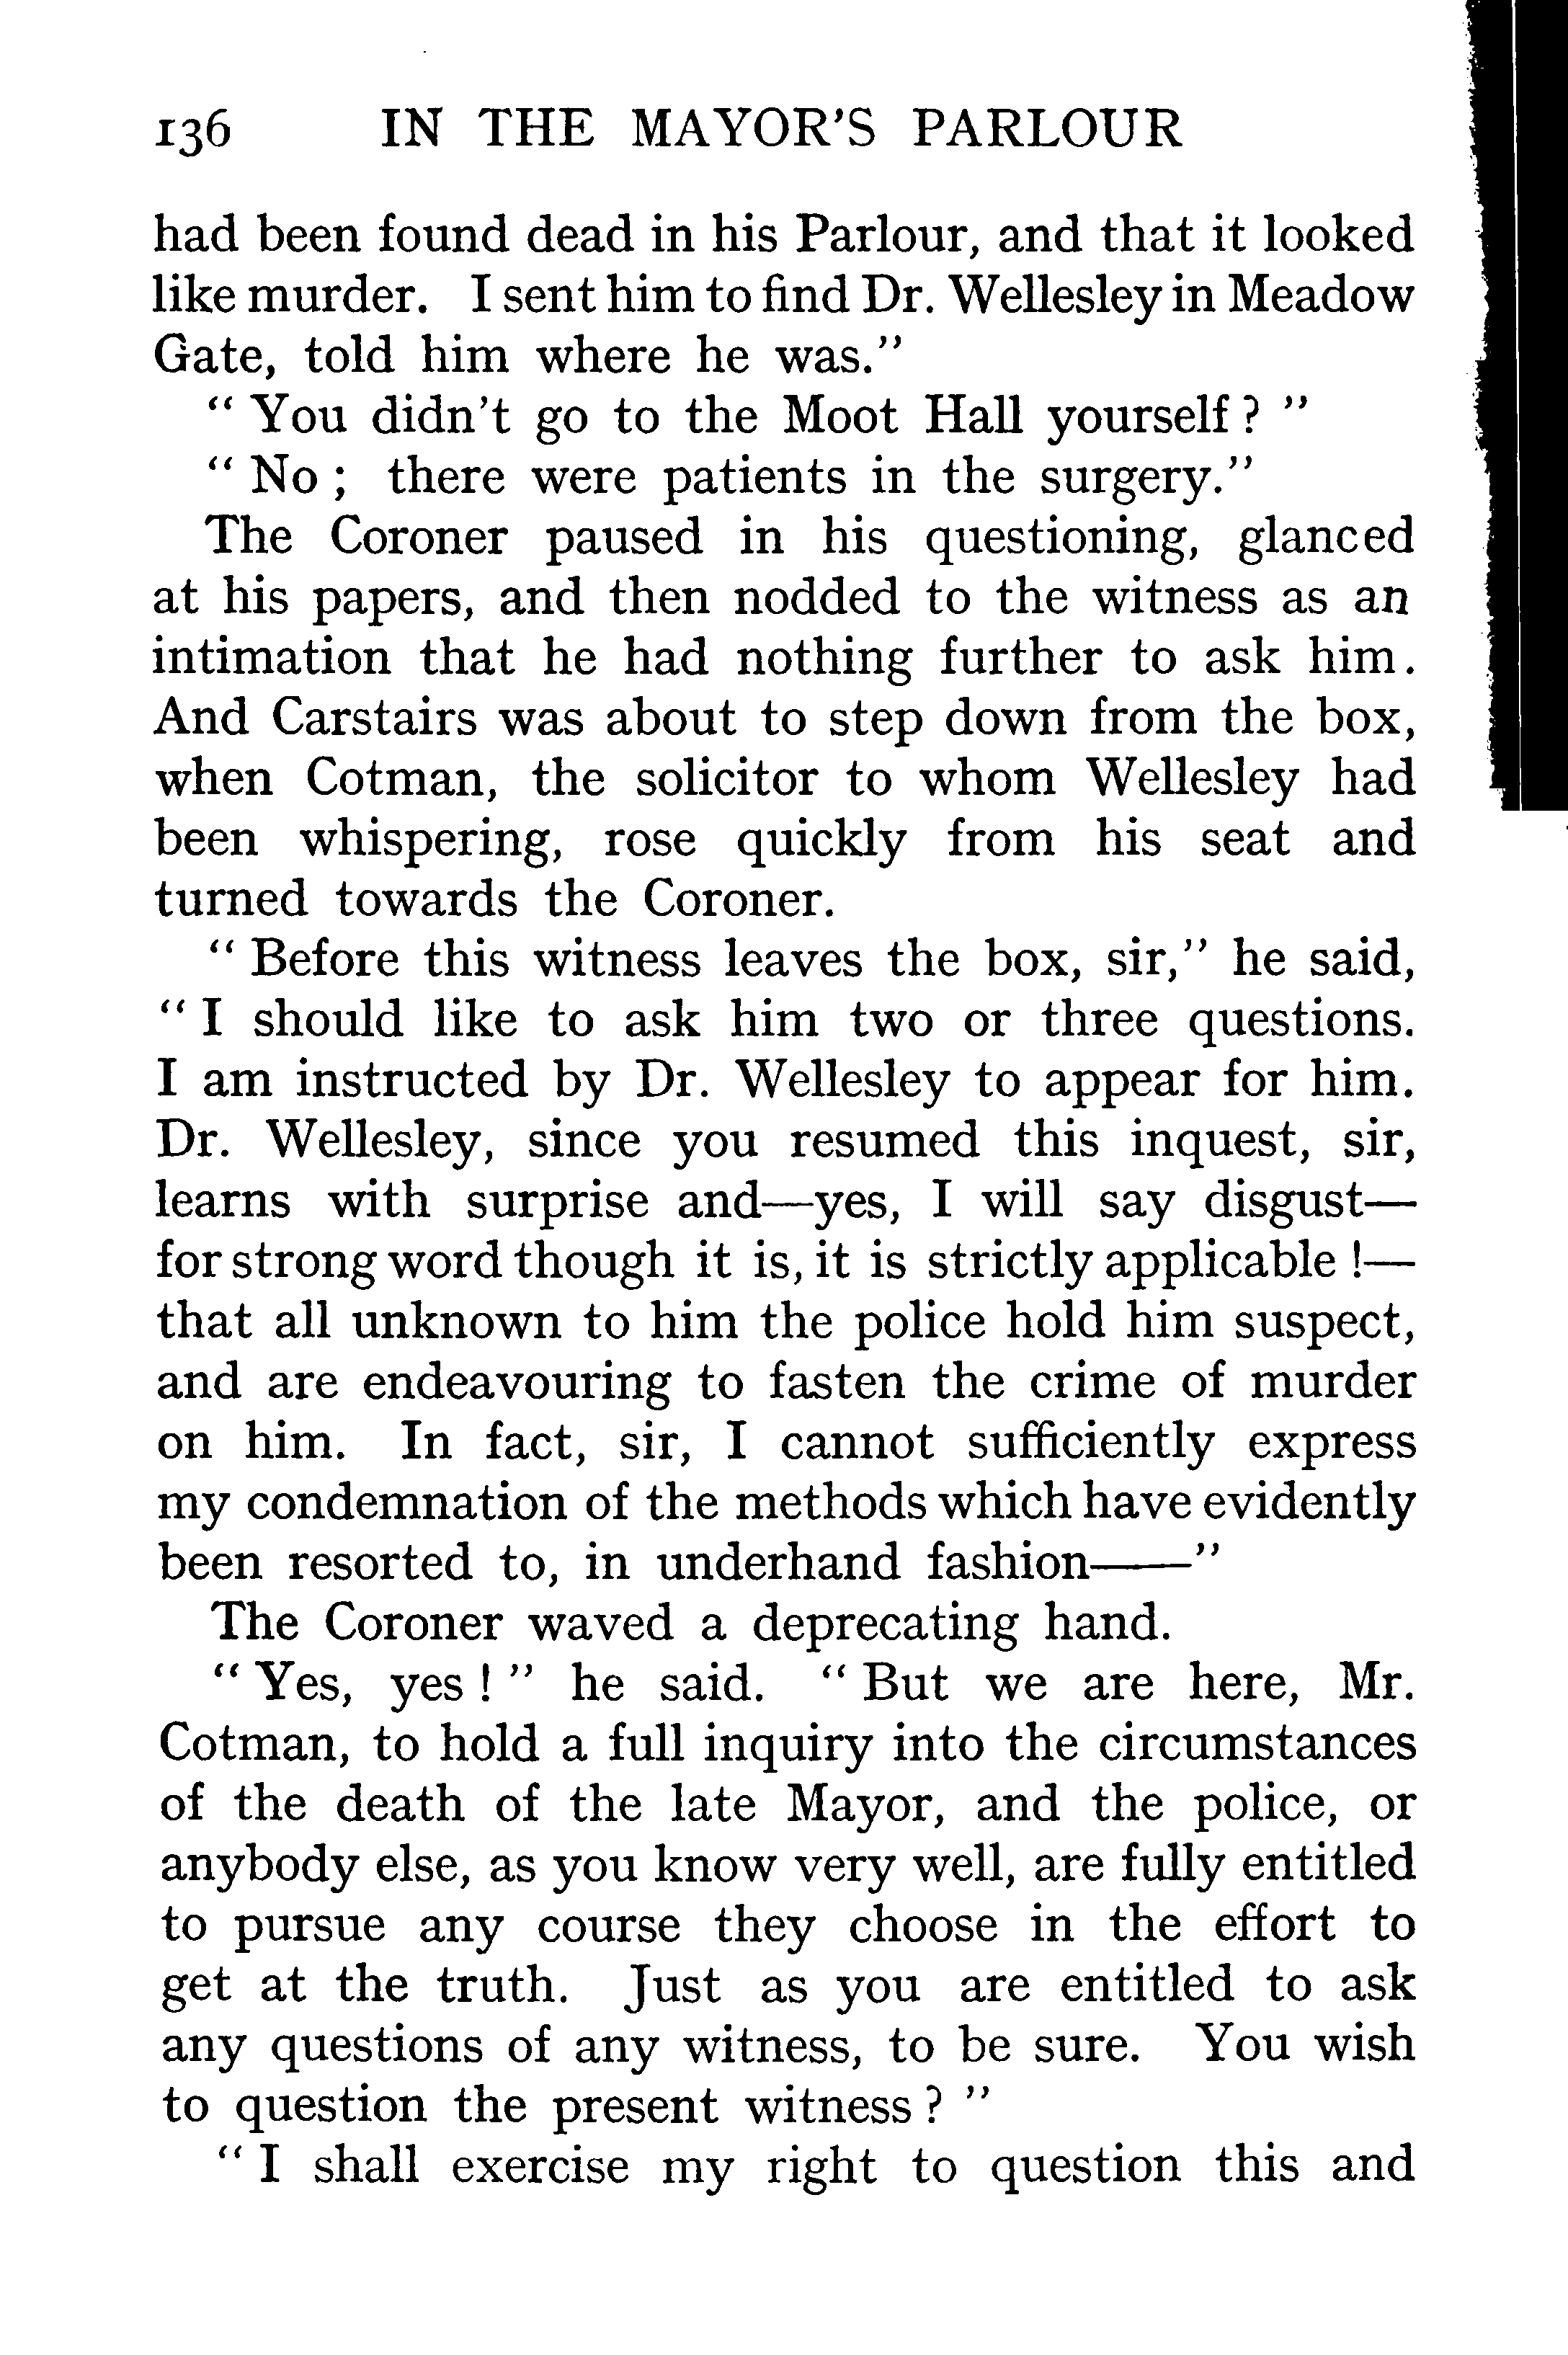 136 IN THE MAYOR'S PARLOUR
had been found dead in his Parlour, and that it looked
like murder. I sent him to find Dr. Wellesley in Meadow
Gate, told him where he was."
" You didn't go to the Moot Hall yourself ? "
" No ; there were patients in the surgery."
The Coroner paused in his questioning, glanced
at his papers, and then nodded to the witness as an
intimation that he had nothing further to ask him.
And Carstairs was about to step down from the box,
when Cotman, the solicitor to whom Wellesley had
been whispering, rose quickly from his seat and
turned towards the Coroner.
" Before this witness leaves the box, sir," he said,
" I should like to ask him two or three questions.
I am instructed by Dr. Wellesley to appear for him.
Dr. Wellesley, since you resumed this inquest, sir,
learns with surprise and—yes, I will say disgust—
for strong word though it is, it is strictly applicable !—
that all unknown to him the police hold him suspect,
and are endeavouring to fasten the crime of murder
on him. In fact, sir, I cannot sufficiently express
my condemnation of the methods which have evidently
been resorted to, in underhand fashion——"
The Coroner waved a deprecating hand.
" Yes, yes ! " he said. " But we are here, Mr.
Cotman, to hold a full inquiry into the circumstances
of the death of the late Mayor, and the police, or
anybody else, as you know very well, are fully entitled
to pursue any course they choose in the effort to
get at the truth. Just as you are entitled to ask
any questions of any witness, to be sure. You wish
to question the present witness ? "
" I shall exercise my right to question this and